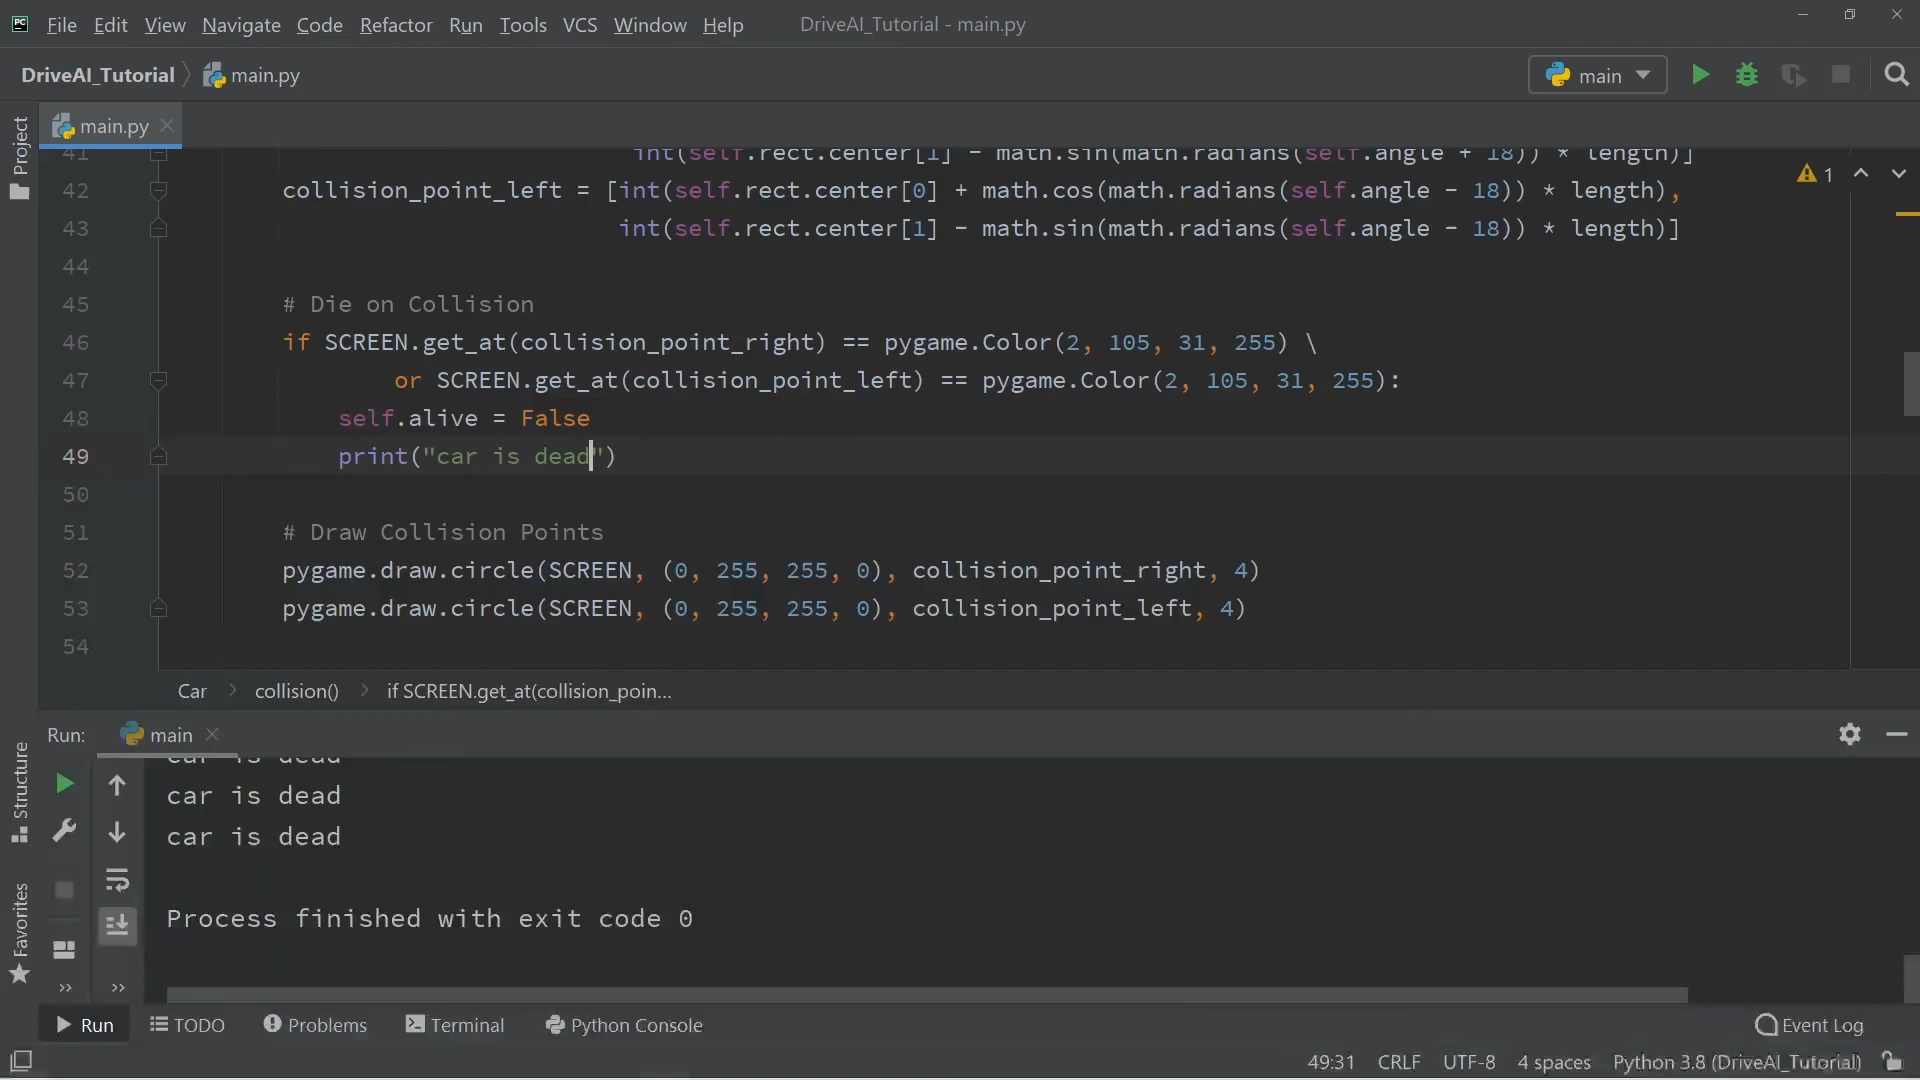 PC File Edit View Navigate Code Refactor Run Tools VCS Window Help DriveAI_Tutorial - main.py
DriveAI_Tutorial main.py main
Project
main.py
41 int(self.rect.center[1] - math.sin(math.radians(self.angle + 18)) * length)]
42 collision_point_left = [int(self.rect.center[0] + math.cos(math.radians(self.angle - 18)) * length),
1
43 int(self.rect.center[1] - math.sin(math.radians(self.angle - 18)) * length)]
44
45 # Die on Collision
46 if SCREEN.get_at(collision_point_right) == pygame.Color(2, 105, 31, 255) \
47 or SCREEN.get_at(collision_point_left) == pygame.Color(2, 105, 31, 255):
48 self.alive = False
49 print("car is dead")
50
51 # Draw Collision Points
52 pygame.draw.circle(SCREEN, (0, 255, 255, 0), collision_point_right, 4)
53 pygame.draw.circle(SCREEN, (0, 255, 255, 0), collision_point_left, 4)
54
Car > collision() > if SCREEN.get_at(collision_poin...
Run: main
Structure
Favorites
car is dead
car is dead
car is dead
Process finished with exit code 0
Run TODO Problems Terminal Python Console Event Log
49:31 CRLF UTF-8 4 spaces Python 3.8 (DriveAI_Tutorial)